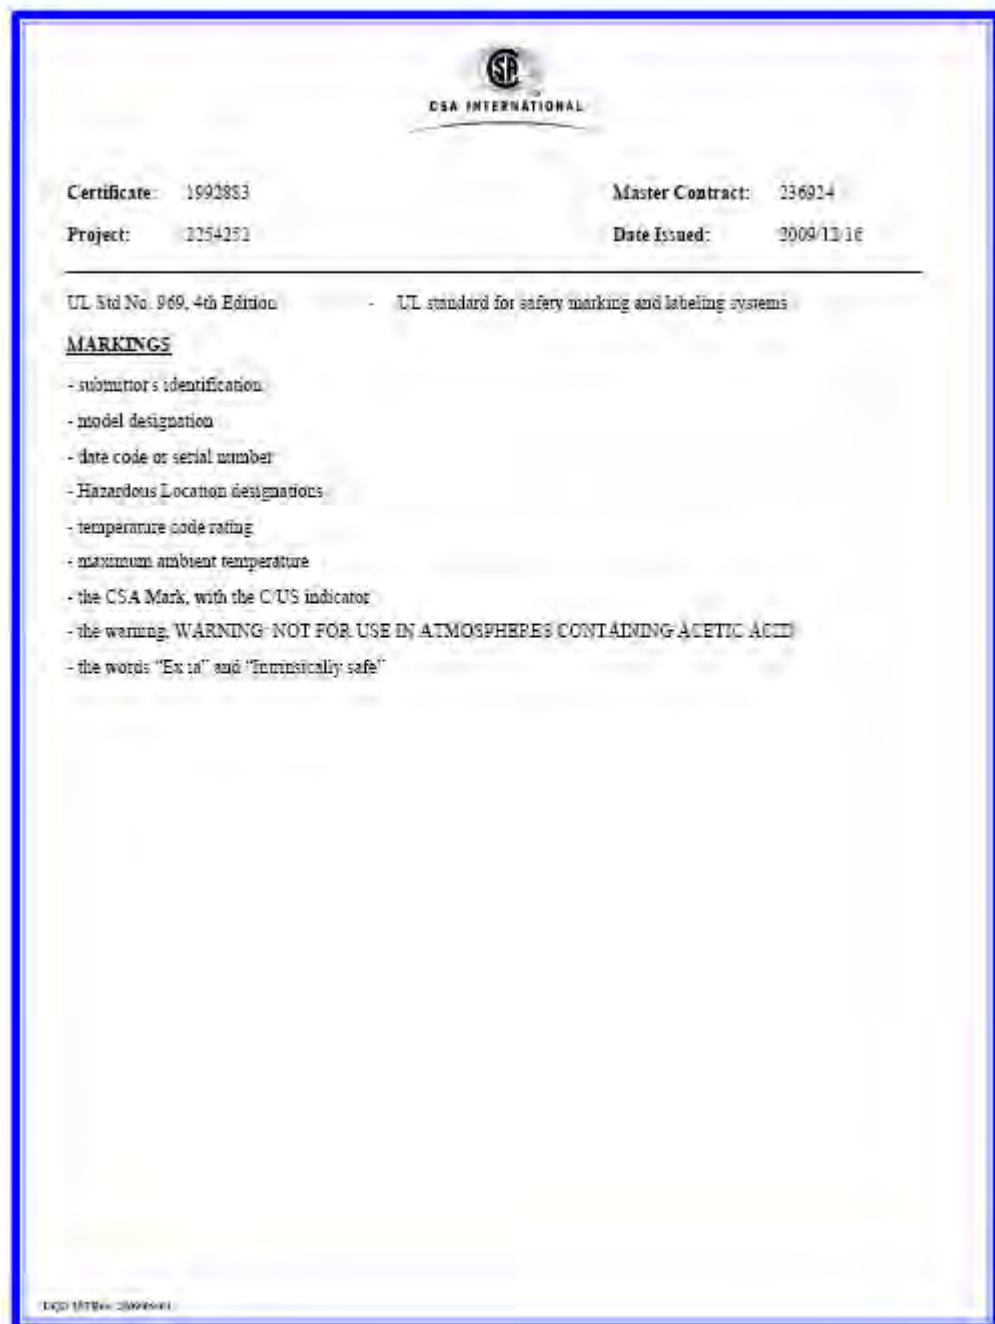 CSA INTERNATIONAL
Certificate: 1992883 Master Contract: 236924
Project: Date Issued: 2009/12/16
UL Std No. 969, 4th Edition - UL standard for safety marking and labeling systems
MARKINGS
- submittor's identification
- model designation
- date code or serial number
- Hazardous Location designations
- temperature code rating
- maximum ambient temperature
- the CSA Mark, with the C/US indicator
- the warning, WARNING: NOT FOR USE IN ATMOSPHERES CONTAINING ACETIC ACID
- the words "Ex ia" and "Intrinsically safe"